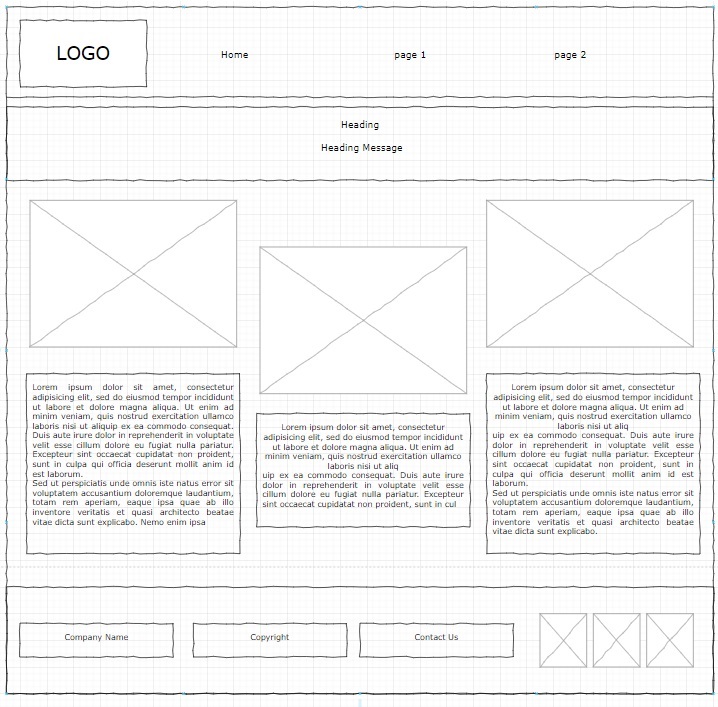 LOGO
Home
page 1
page 2
Heading
Heading Message
Lorem ipsum dolor sit amet, consectetur
adipisicing elit, sed do eiusmod tempor incididunt
ut labore et dolore magna aliqua. Ut enim ad
minim veniam, quis nostrud exercitation ullamco
laboris nisi ut aliquip ex ea commodo consequat.
Duis aute irure dolor in reprehenderit in voluptate
velit esse cillum dolore eu fugiat nulla pariatur.
Excepteur sint occaecat cupidatat non proident,
sunt in culpa qui officia deserunt mollit anim id
est laborum.
Sed ut perspiciatis unde omnis iste natus error sit
voluptatem accusantium doloremque laudantium,
totam rem aperiam, eaque ipsa quae ab illo
inventore veritatis et quasi architecto beatae
vitae dicta sunt explicabo. Nemo enim ipsa
Lorem ipsum dolor sit amet, consectetur
adipisicing elit, sed do eiusmod tempor incididunt
ut labore et dolore magna aliqua. Ut enim ad
minim veniam, quis nostrud exercitation ullamco
laboris nisi ut aliq
uip ex ea commodo consequat. Duis aute irure
dolor in reprehenderit in voluptate velit esse
cillum dolore eu fugiat nulla pariatur. Excepteur
sint occaecat cupidatat non proident, sunt in cul
Lorem ipsum dolor sit amet, consectetur
adipisicing elit, sed do eiusmod tempor incididunt
ut labore et dolore magna aliqua. Ut enim ad
minim veniam, quis nostrud exercitation ullamco
laboris nisi ut aliq
uip ex ea commodo consequat. Duis aute irure
dolor in reprehenderit in voluptate velit esse
cillum dolore eu fugiat nulla pariatur. Excepteur
sint occaecat cupidatat non proident, sunt in
culpa qui officia deserunt mollit anim id est
laborum.
Sed ut perspiciatis unde omnis iste natus error sit
voluptatem accusantium doloremque laudantium,
totam rem aperiam, eaque ipsa quae ab illo
inventore veritatis et quasi architecto beatae
vitae dicta sunt explicabo.
Company Name
Copyright
Contact Us